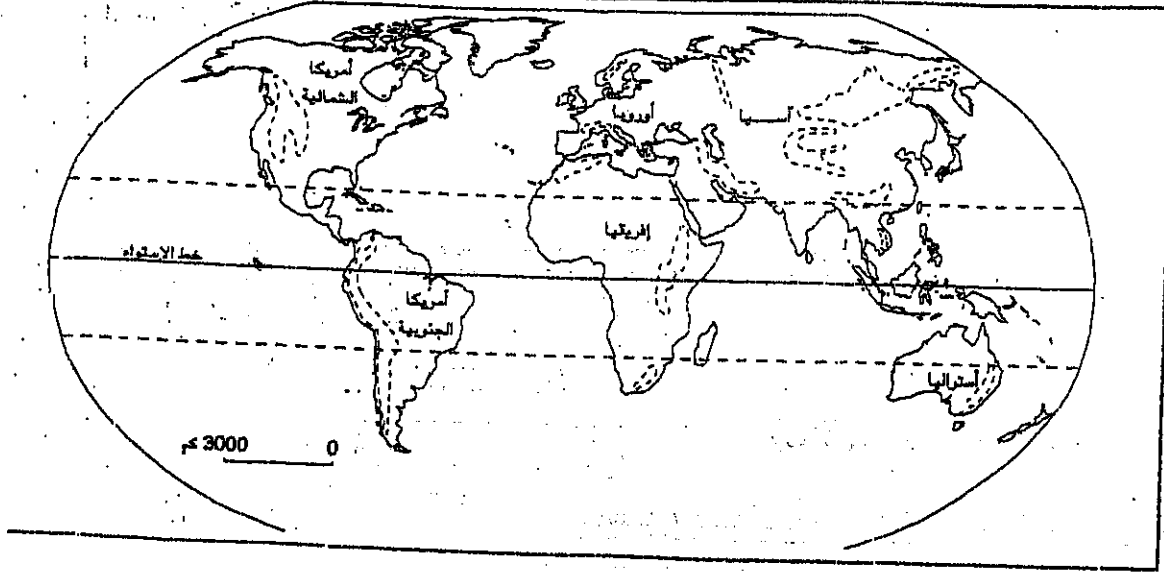 أمريكا
الشمالية
أوروبا
آسيا
إفريقيا
خط الاستواء
أمريكا
الجنوبية
أستراليا
3000 كم
0